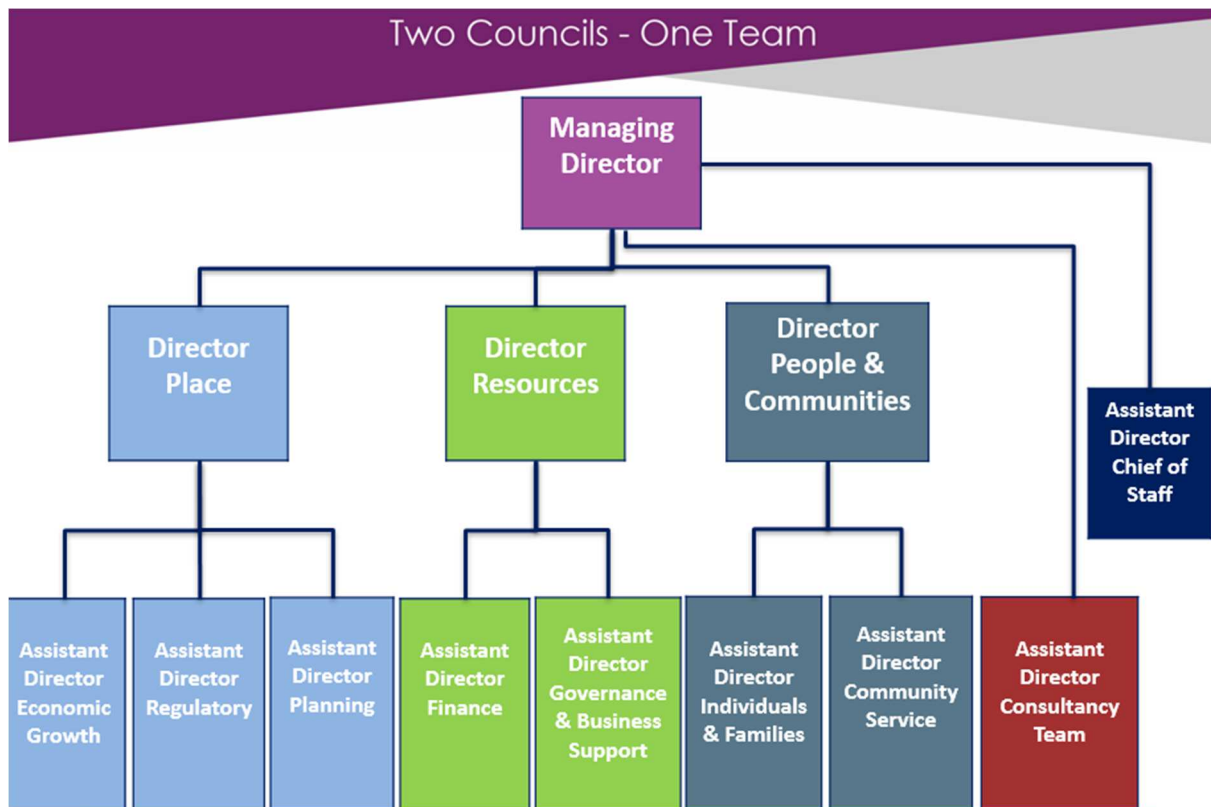 Two Councils - One Team
Managing
Director
Director
Place
Director
Resources
Director
People &
Communities
Assistant
Director
Chief of
Staff
Assistant
Director
Economic
Growth
Assistant
Director
Regulatory
Assistant
Director
Planning
Assistant
Director
Finance
Assistant
Director
Governance
& Business
Support
Assistant
Director
Individuals
& Families
Assistant
Director
Community
Service
Assistant
Director
Consultancy
Team